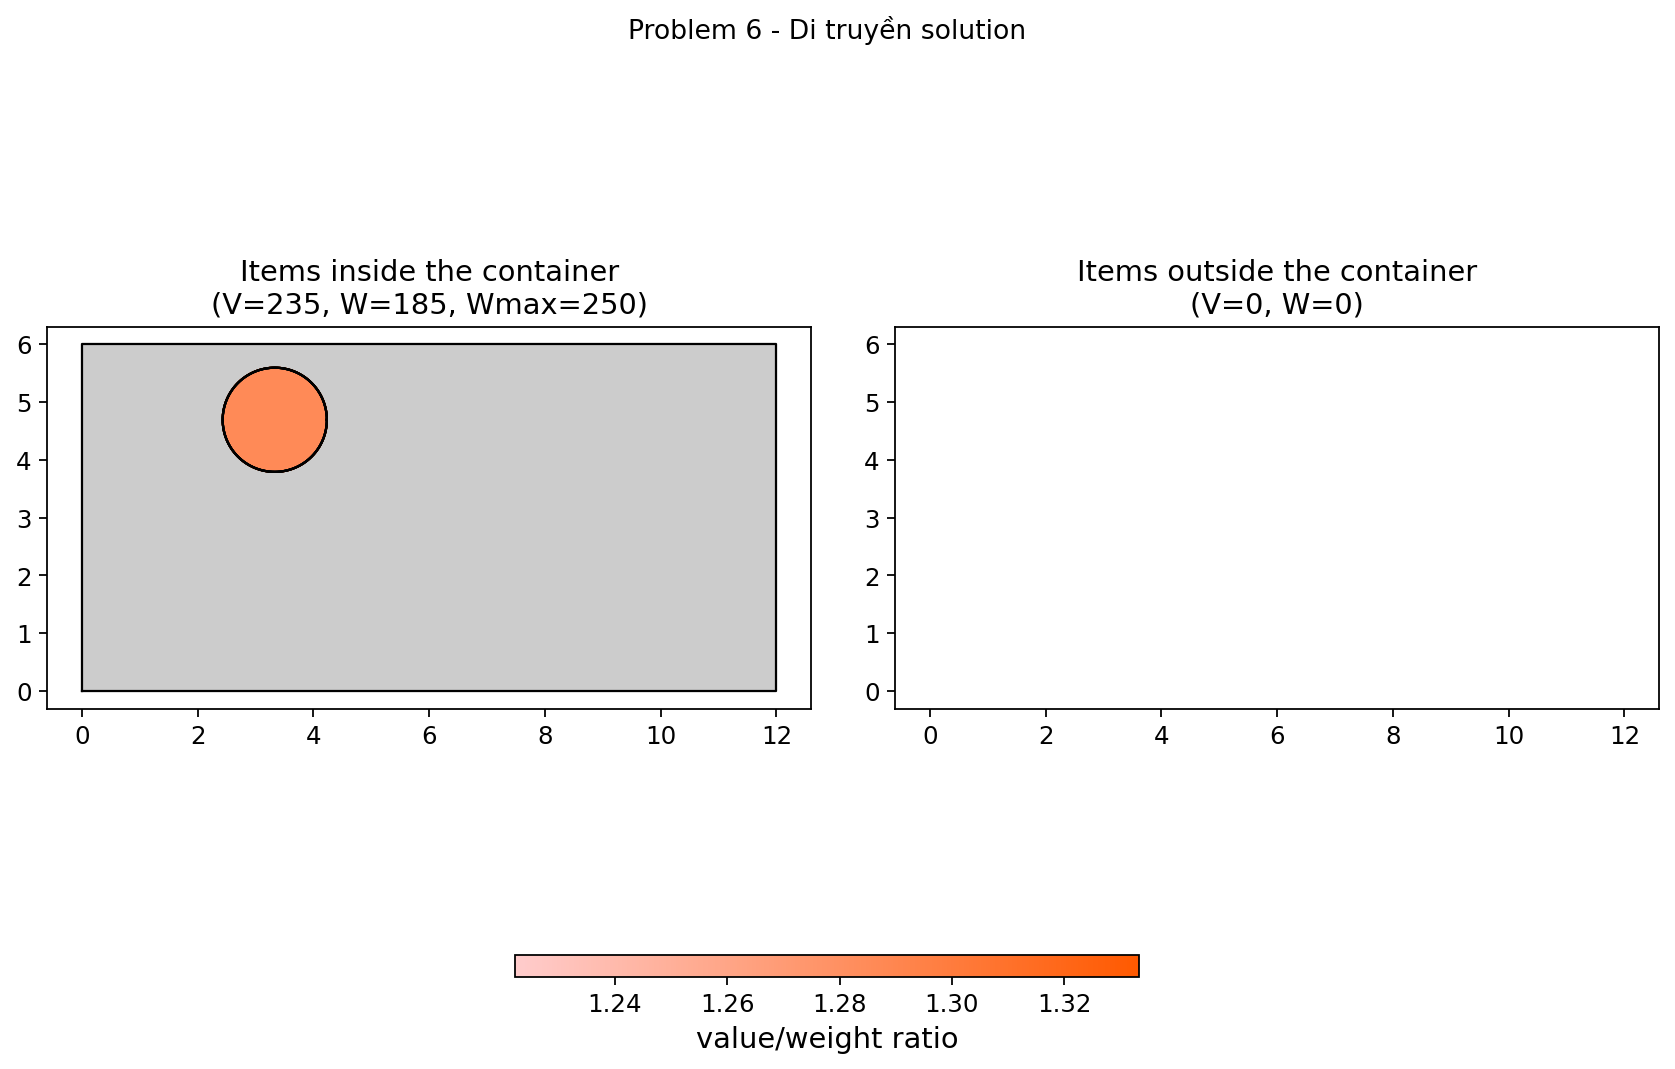 Problem 6 - Di truyền solution
Items inside the container
(V=235, W=185, Wmax=250)
Items outside the container
(V=0, W=0)
6
5
4
3
2
1
0
0 2 4 6 8 10 12
6
5
4
3
2
1
0
0 2 4 6 8 10 12
1.24 1.26 1.28 1.30 1.32
value/weight ratio